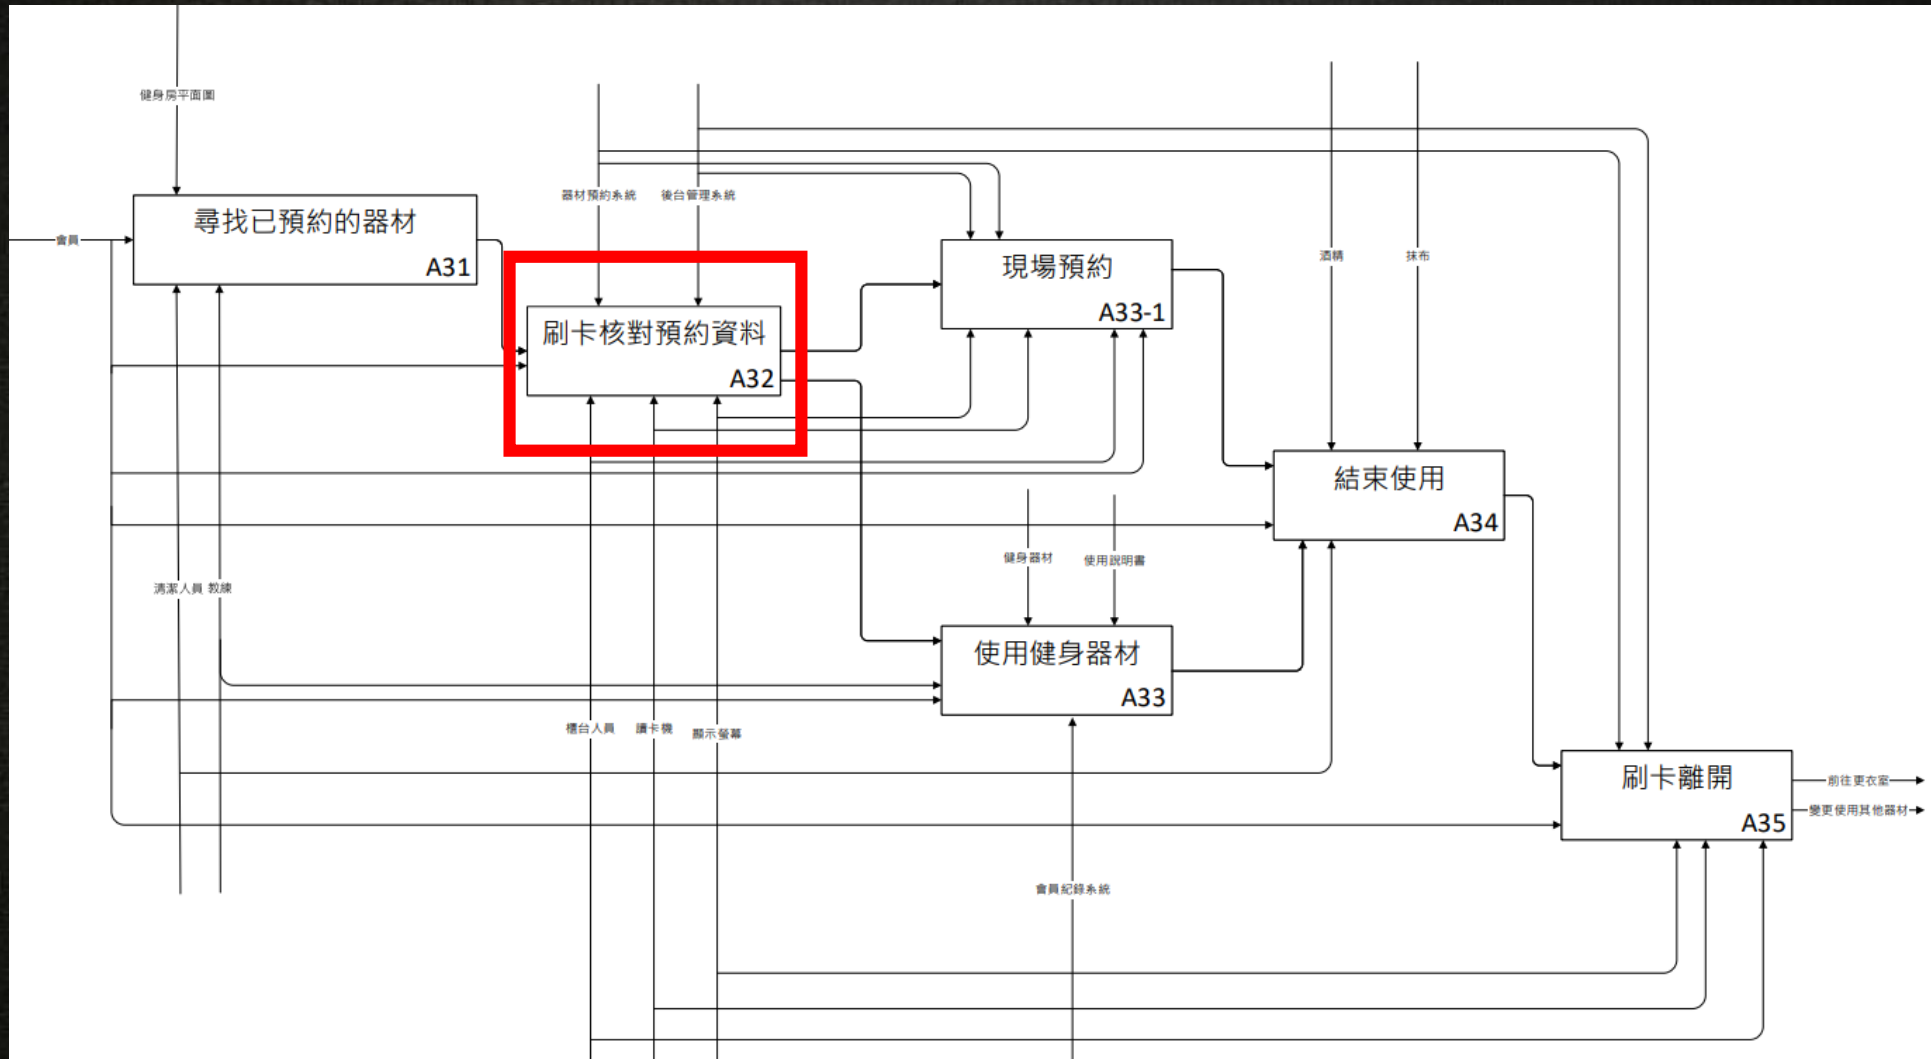 健身房平面圖
會員
尋找已預約的器材
A31
器材預約系統
後台管理系統
刷卡核對預約資料
A32
現場預約
A33-1
酒精
抹布
結束使用
A34
清潔人員
教練
健身器材
使用說明書
使用健身器材
A33
櫃台人員
讀卡機
顯示螢幕
刷卡離開
A35
前往更衣室
變更使用其他器材
會員紀錄系統